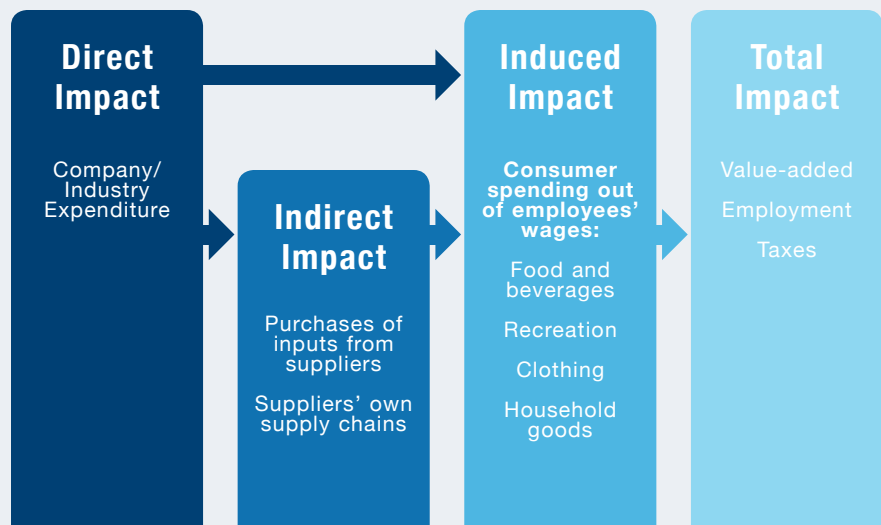 Direct
Impact
Company/
Industry
Expenditure
Indirect
Impact
Purchases of
inputs from
suppliers
Suppliers’ own
supply chains
Induced
Impact
Consumer
spending out
of employees’
wages:
Food and
beverages
Recreation
Clothing
Household
goods
Total
Impact
Value-added
Employment
Taxes